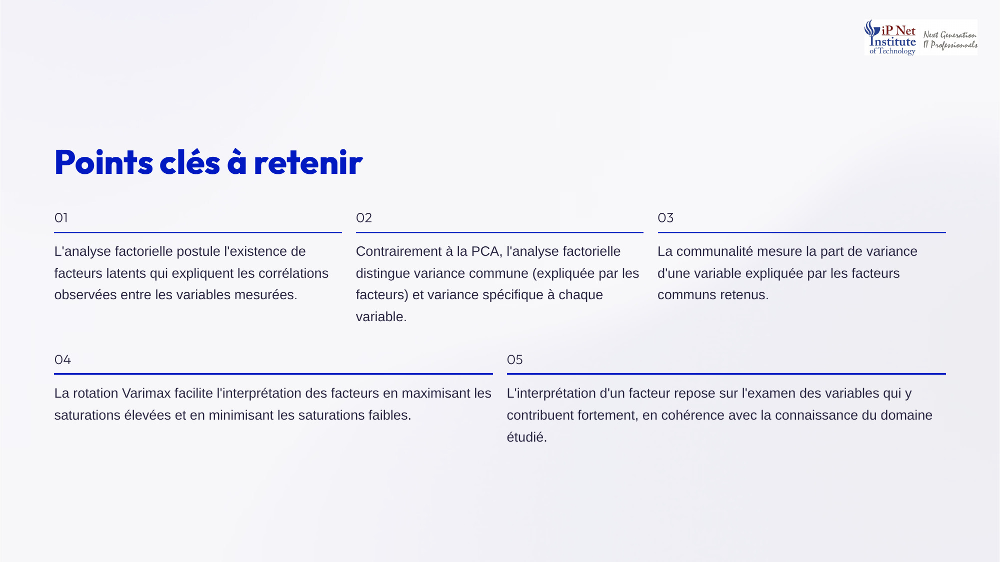 iP Net
Institute
of Technology
Next Generation
IT Professionnels
Points clés à retenir
01
L'analyse factorielle postule l'existence de
facteurs latents qui expliquent les corrélations
observées entre les variables mesurées.
02
Contrairement à la PCA, l'analyse factorielle
distingue variance commune (expliquée par les
facteurs) et variance spécifique à chaque
variable.
03
La communalité mesure la part de variance
d'une variable expliquée par les facteurs
communs retenus.
04
La rotation Varimax facilite l'interprétation des facteurs en maximisant les
saturations élevées et en minimisant les saturations faibles.
05
L'interprétation d'un facteur repose sur l'examen des variables qui y
contribuent fortement, en cohérence avec la connaissance du domaine
étudié.